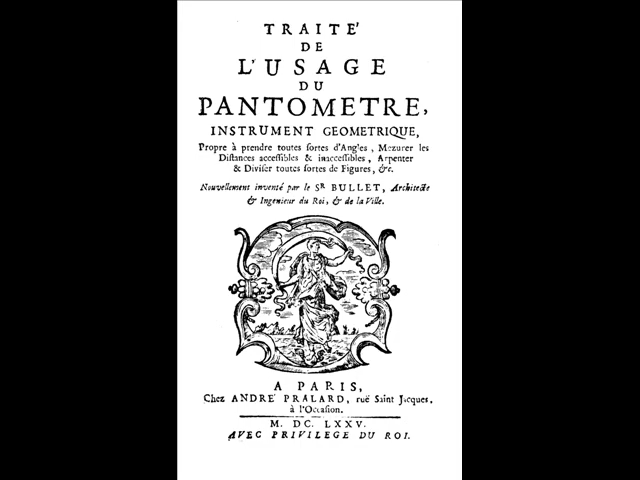 TRAITE'
DE
L'USAGE
DU
PANTOMETRE,
INSTRUMENT GEOMETRIQUE,
Propre à prendre toutes ſortes d'Angles, Mezurer les
Diſtances acceſſibles & inacceſſibles, Arpenter
& Diviſer toutes ſortes de Figures, &c.
Nouvellement inventé par le SR BULLET, Architecte
& Ingenieur du Roi, & de la Ville.
A PARIS,
Chez ANDRE' PRALARD, ruë Saint Jacques,
à l'Occaſion.
M. DC. LXXV.
AVEC PRIVILEGE DU ROI.